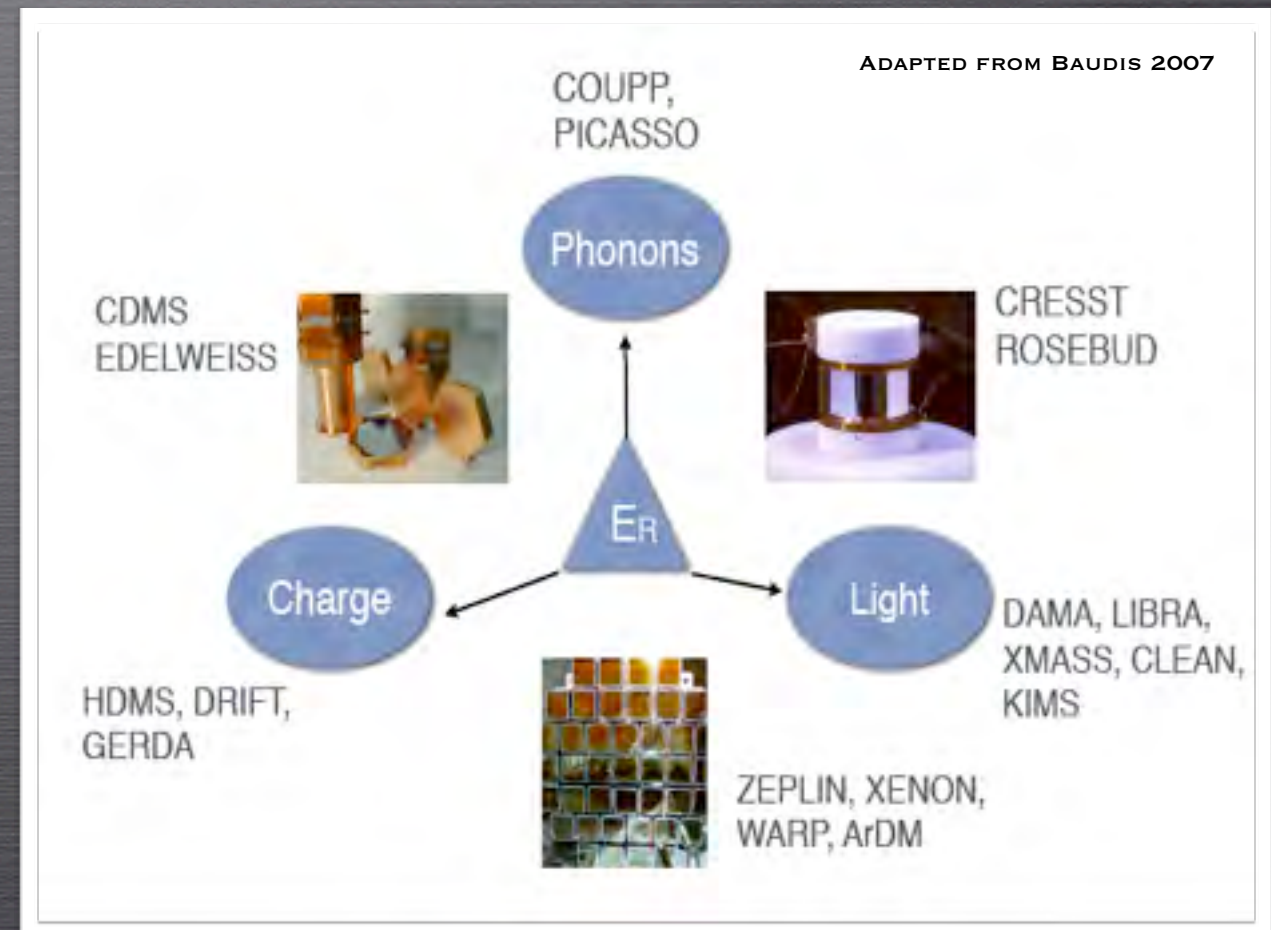 ADAPTED FROM BAUDIS 2007
COUPP,
PICASSO
Phonons
CDMS
EDELWEISS
CRESST
ROSEBUD
ER
Charge
Light
DAMA, LIBRA,
XMASS, CLEAN,
KIMS
HDMS, DRIFT,
GERDA
ZEPLIN, XENON,
WARP, ArDM